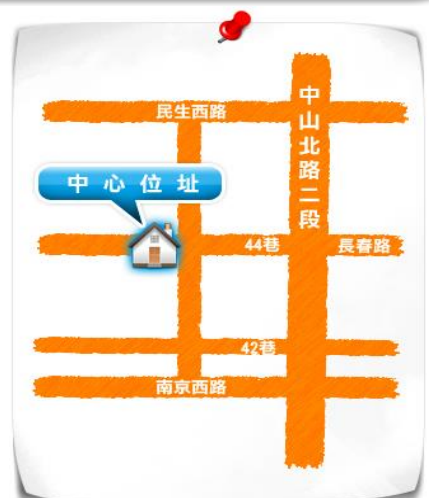 民生西路
中山北路二段
中心位址
44巷
長春路
42巷
南京西路